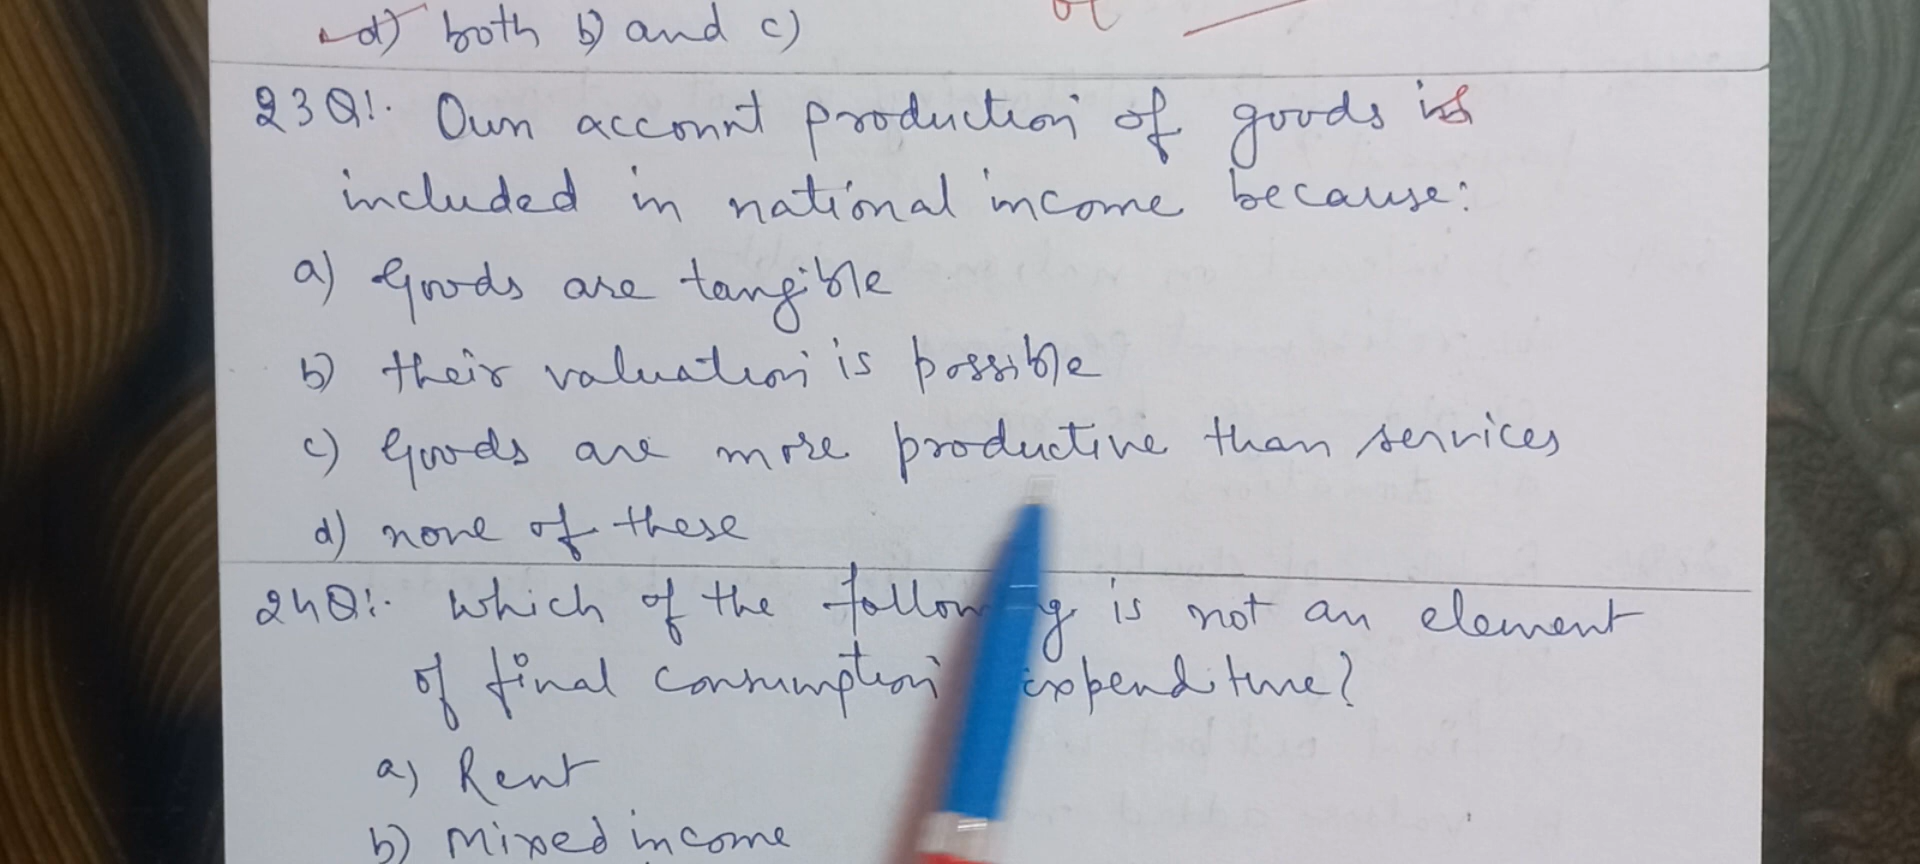 d) both b) and c)
23Q!. Own account production of goods is
included in national income because:
a) Goods are tangible
b) their valuation is possible
c) Goods are more productive than services
d) none of these
24Q!. which of the following is not an element
of final consumption expenditure?
a) Rent
b) Mixed income